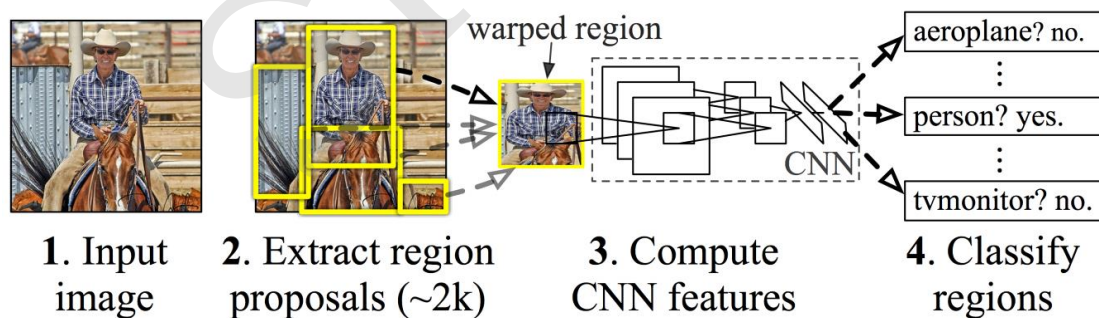 warped region
aeroplane? no.
⋮
person? yes.
⋮
tvmonitor? no.
CNN
1. Input
image
2. Extract region
proposals (~2k)
3. Compute
CNN features
4. Classify
regions